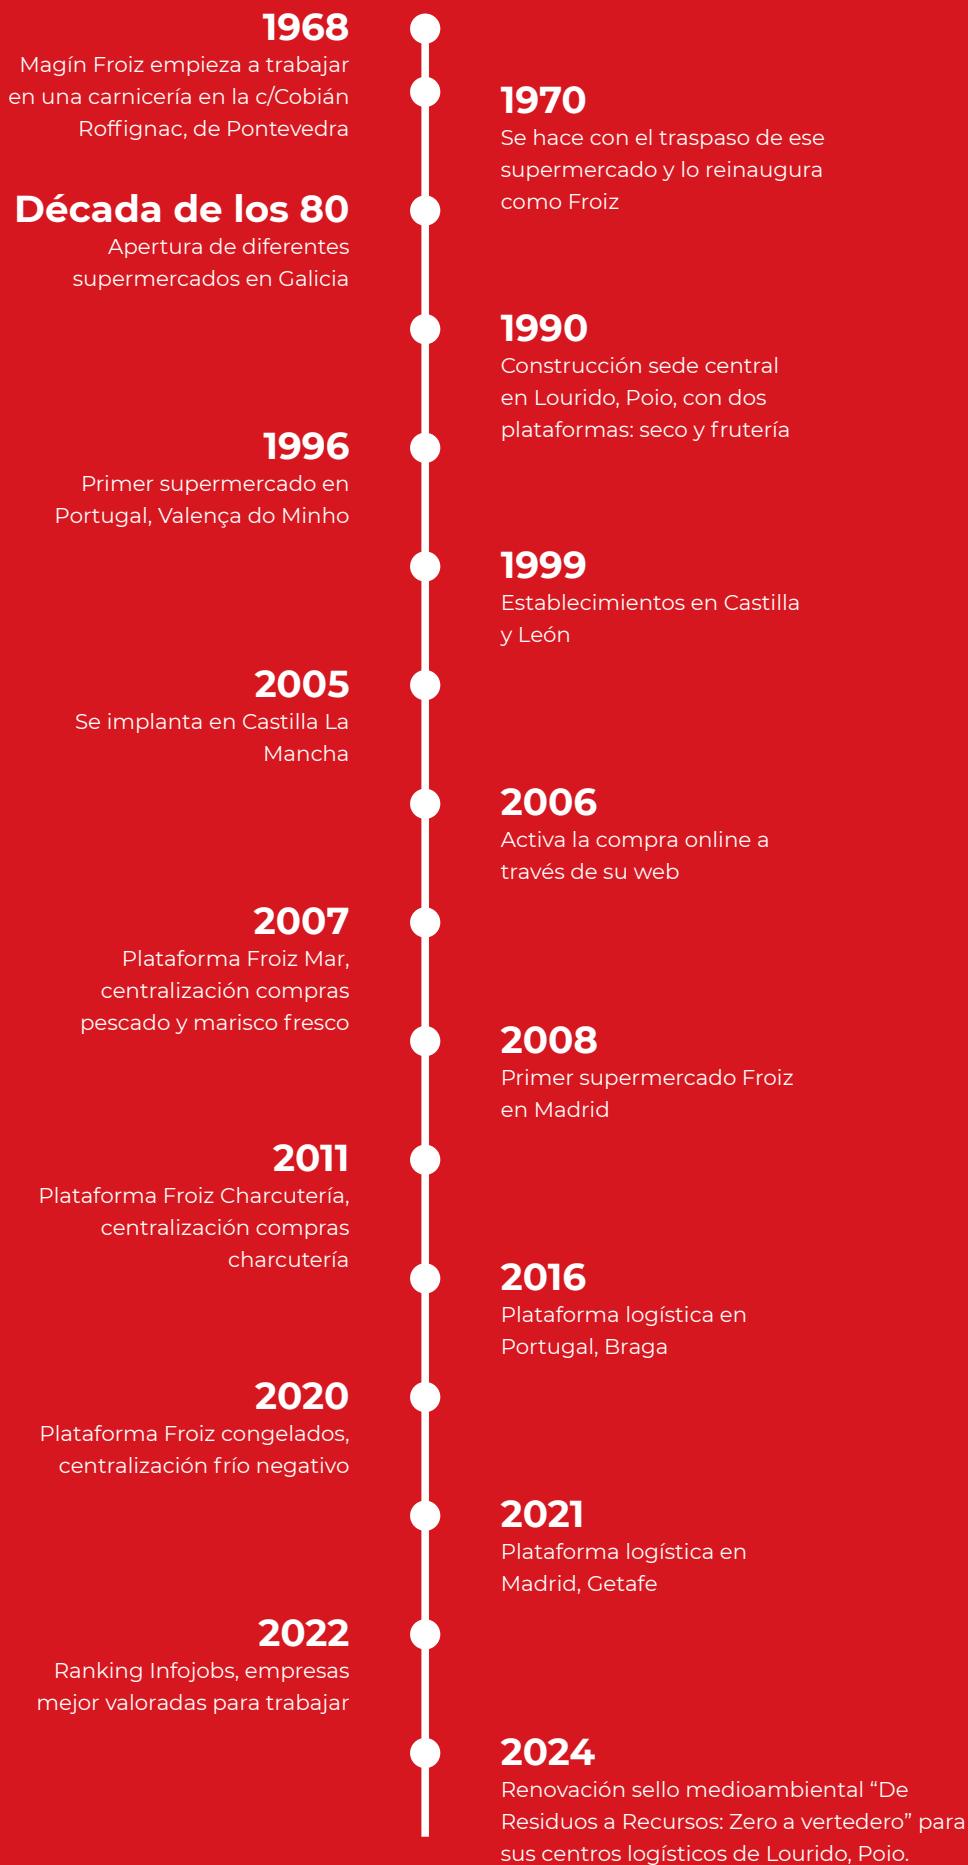 1968
Magín Froiz empieza a trabajar
en una carnicería en la c/Cobián
Roffignac, de Pontevedra
1970
Se hace con el traspaso de ese
supermercado y lo reinaugura
como Froiz
Década de los 80
Apertura de diferentes
supermercados en Galicia
1990
Construcción sede central
en Lourido, Poio, con dos
plataformas: seco y frutería
1996
Primer supermercado en
Portugal, Valença do Minho
1999
Establecimientos en Castilla
y León
2005
Se implanta en Castilla La
Mancha
2006
Activa la compra online a
través de su web
2007
Plataforma Froiz Mar,
centralización compras
pescado y marisco fresco
2008
Primer supermercado Froiz
en Madrid
2011
Plataforma Froiz Charcutería,
centralización compras
charcutería
2016
Plataforma logística en
Portugal, Braga
2020
Plataforma Froiz congelados,
centralización frío negativo
2021
Plataforma logística en
Madrid, Getafe
2022
Ranking Infojobs, empresas
mejor valoradas para trabajar
2024
Renovación sello medioambiental “De
Residuos a Recursos: Zero a vertedero” para
sus centros logísticos de Lourido, Poio.